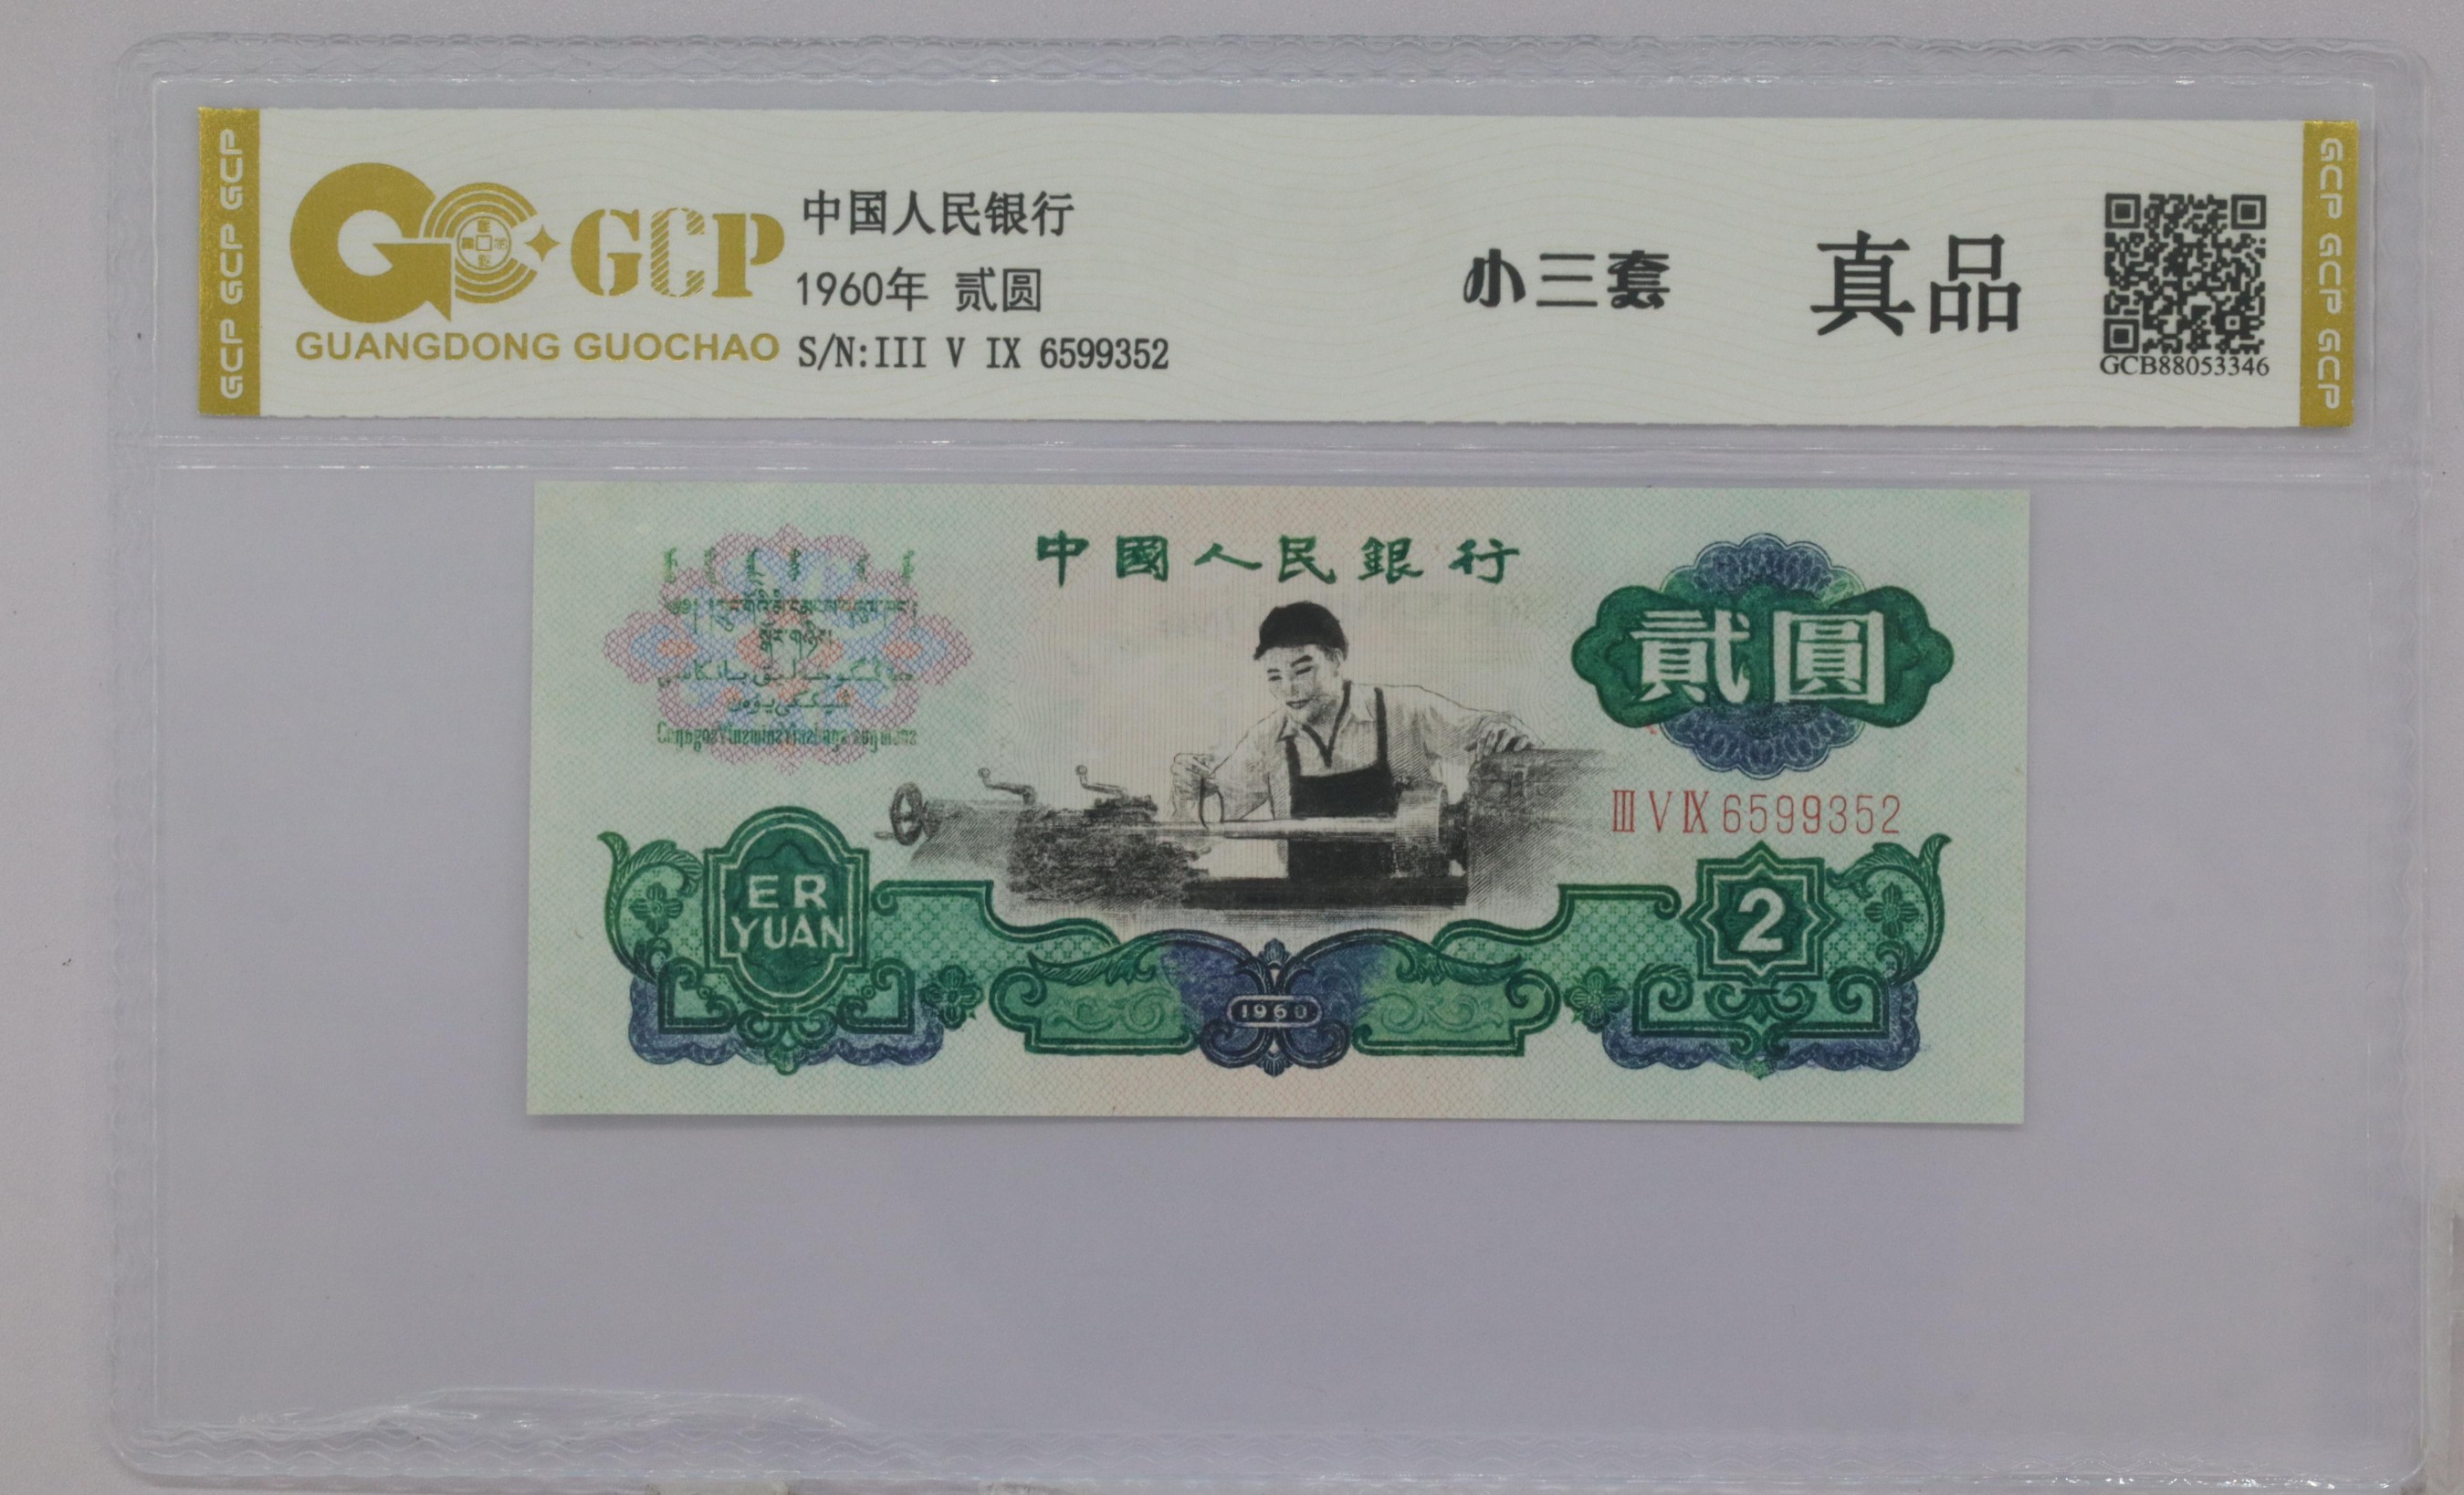 GCP GCP GCP
GCP
GUANGDONG GUOCHAO
中国人民银行
1960年 贰圆
S/N:III V IX 6599352
小三套
真品
GCB88053346
GCP GCP GCP
中國人民銀行
貳圓
III V IX 6599352
ER
YUAN
2
1960